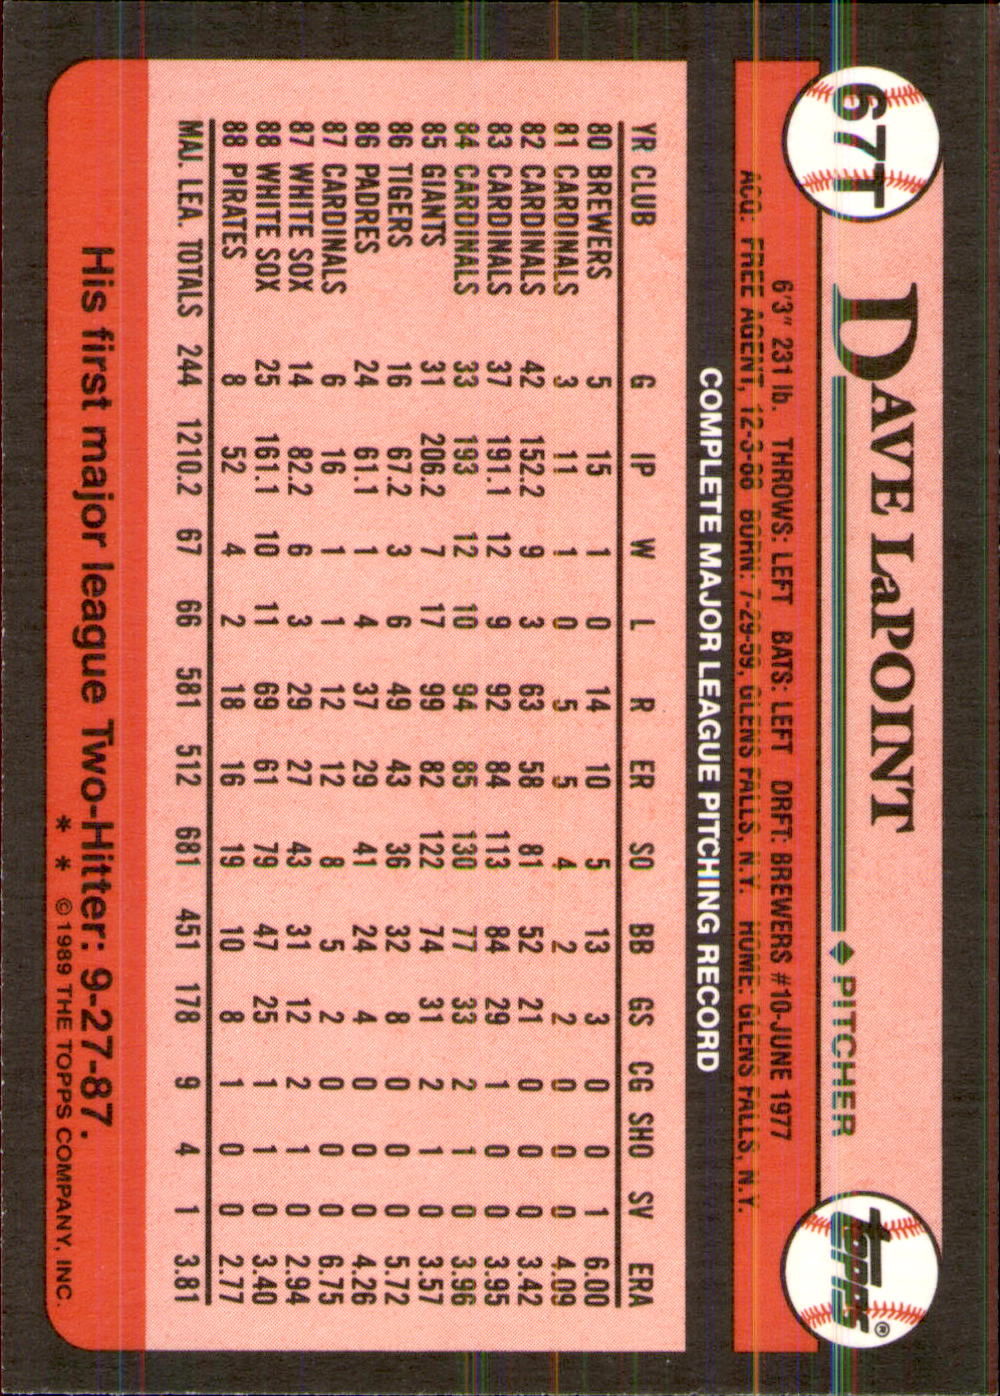 67T
DAVE LaPOINT ◆ PITCHER
topps®
6'3" 231 lb. THROWS: LEFT BATS: LEFT DRFT: BREWERS #10-JUNE 1977
ACQ: FREE AGENT, 12-3-88 BORN: 7-29-59, GLENS FALLS, N.Y. HOME: GLENS FALLS, N.Y.
COMPLETE MAJOR LEAGUE PITCHING RECORD
YR CLUB G IP W L R ER SO BB GS CG SHO SV ERA
80 BREWERS 5 15 1 0 14 10 5 13 3 0 0 1 6.00
81 CARDINALS 3 11 1 0 5 5 4 2 2 0 0 0 4.09
82 CARDINALS 42 152.2 9 3 63 58 81 52 21 0 0 0 3.42
83 CARDINALS 37 191.1 12 9 92 84 113 84 29 1 0 0 3.95
84 CARDINALS 33 193 12 10 94 85 130 77 33 2 1 0 3.96
85 GIANTS 31 206.2 7 17 99 82 122 74 31 2 1 0 3.57
86 TIGERS 16 67.2 3 6 49 43 36 32 8 0 0 0 5.72
86 PADRES 24 61.1 1 4 37 29 41 24 4 0 0 0 4.26
87 CARDINALS 6 16 1 1 12 12 8 5 2 0 0 0 6.75
87 WHITE SOX 14 82.2 6 3 29 27 43 31 12 2 1 0 2.94
88 WHITE SOX 25 161.1 10 11 69 61 79 47 25 1 1 0 3.40
88 PIRATES 8 52 4 2 18 16 19 10 8 1 0 0 2.77
MAJ. LEA. TOTALS 244 1210.2 67 66 581 512 681 451 178 9 4 1 3.81
His first major league Two-Hitter: 9-27-87.
* * © 1989 THE TOPPS COMPANY, INC.